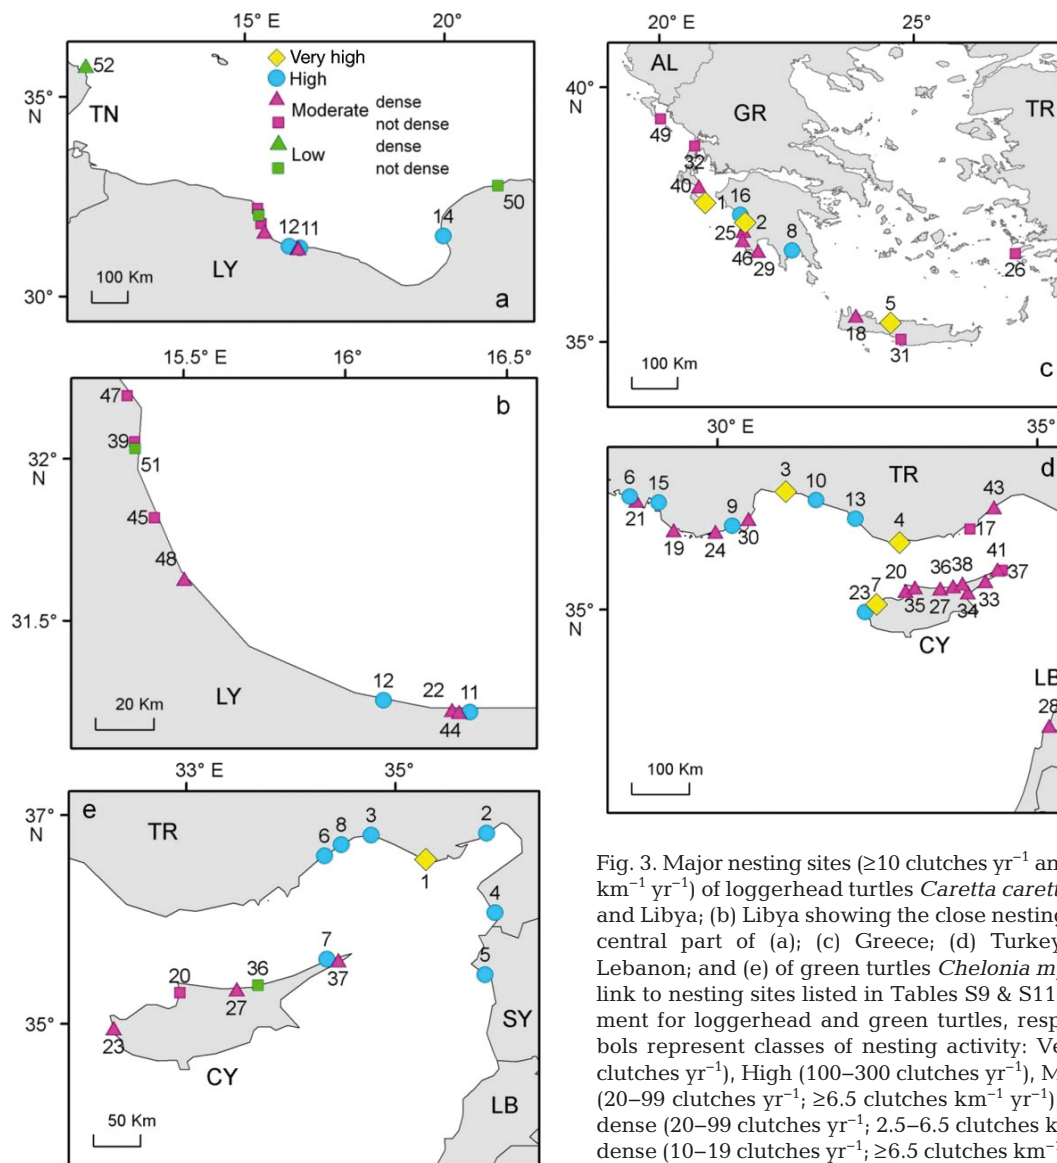 15° E 20°
52
TN
35°
N
Very high
High
Moderate dense
not dense
Low dense
not dense
50
14
12 11
LY
100 Km
30°
a
15.5° E 16° 16.5°
47
b
39
51
32°
N
45
48
31.5°
12
22 11
44
LY
20 Km
20° E 25°
AL
40°
N
GR
TR
49
32
40
1
16
2
8
25
46
29
26
5
18
31
35°
100 Km
c
30° E 35°
d
TR
6 15
3
10
9
13
43
21
19
24
30
4
17
20
36 38
41
37
23 7
35
27
34
33
35°
N
CY
LB
28
100 Km
33° E 35°
e
37°
N
TR
6 8 3
2
1
4
7
5
20
36
27
37
23
35°
CY
SY
LB
50 Km
Fig. 3. Major nesting sites (≥10 clutches yr⁻¹ an
km⁻¹ yr⁻¹) of loggerhead turtles Caretta carett
and Libya; (b) Libya showing the close nesting
central part of (a); (c) Greece; (d) Turkey
Lebanon; and (e) of green turtles Chelonia m
link to nesting sites listed in Tables S9 & S11
ment for loggerhead and green turtles, resp
bols represent classes of nesting activity: Ve
clutches yr⁻¹), High (100–300 clutches yr⁻¹), M
(20–99 clutches yr⁻¹; ≥6.5 clutches km⁻¹ yr⁻¹)
dense (20–99 clutches yr⁻¹; 2.5–6.5 clutches k
dense (10–19 clutches yr⁻¹; ≥6.5 clutches km⁻